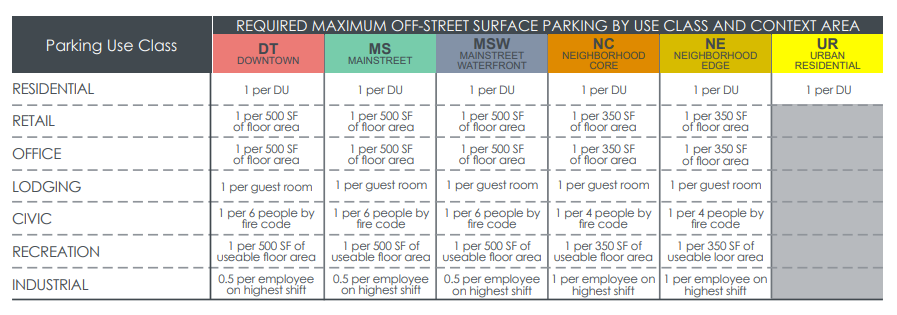 REQUIRED MAXIMUM OFF-STREET SURFACE PARKING BY USE CLASS AND CONTEXT AREA
Parking Use Class
DT
DOWNTOWN
MS
MAINSTREET
MSW
MAINSTREET
WATERFRONT
NC
NEIGHBORHOOD
CORE
NE
NEIGHBORHOOD
EDGE
UR
URBAN
RESIDENTIAL
RESIDENTIAL
1 per DU
1 per DU
1 per DU
1 per DU
1 per DU
1 per DU
RETAIL
1 per 500 SF
of floor area
1 per 500 SF
of floor area
1 per 500 SF
of floor area
1 per 350 SF
of floor area
1 per 350 SF
of floor area
OFFICE
1 per 500 SF
of floor area
1 per 500 SF
of floor area
1 per 500 SF
of floor area
1 per 350 SF
of floor area
1 per 350 SF
of floor area
LODGING
1 per guest room
1 per guest room
1 per guest room
1 per guest room
1 per guest room
CIVIC
1 per 6 people by
fire code
1 per 6 people by
fire code
1 per 6 people by
fire code
1 per 4 people by
fire code
1 per 4 people by
fire code
RECREATION
1 per 500 SF of
useable floor area
1 per 500 SF of
useable floor area
1 per 500 SF of
useable floor area
1 per 350 SF of
useable floor area
1 per 350 SF of
useable loor area
INDUSTRIAL
0.5 per employee
on highest shift
0.5 per employee
on highest shift
0.5 per employee
on highest shift
1 per employee on
highest shift
1 per employee on
highest shift